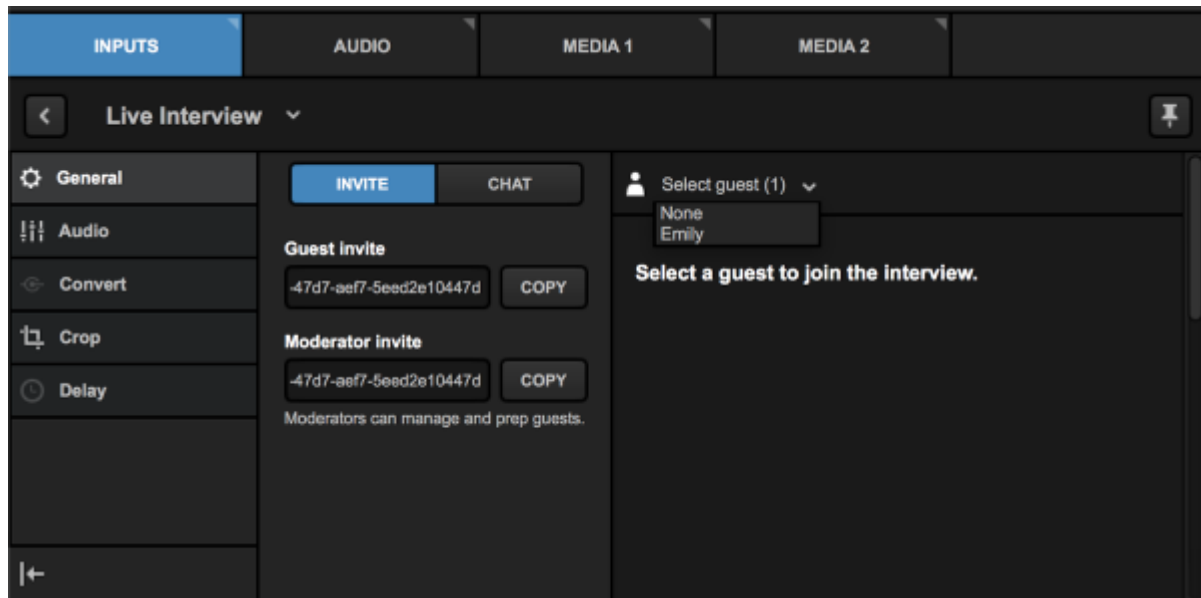 INPUTS AUDIO MEDIA 1 MEDIA 2
Live Interview
General
Audio
Convert
Crop
Delay
INVITE CHAT
Guest invite
-47d7-aef7-5eed2e10447d COPY
Moderator invite
-47d7-aef7-5eed2e10447d COPY
Moderators can manage and prep guests.
Select guest (1)
None
Emily
Select a guest to join the interview.